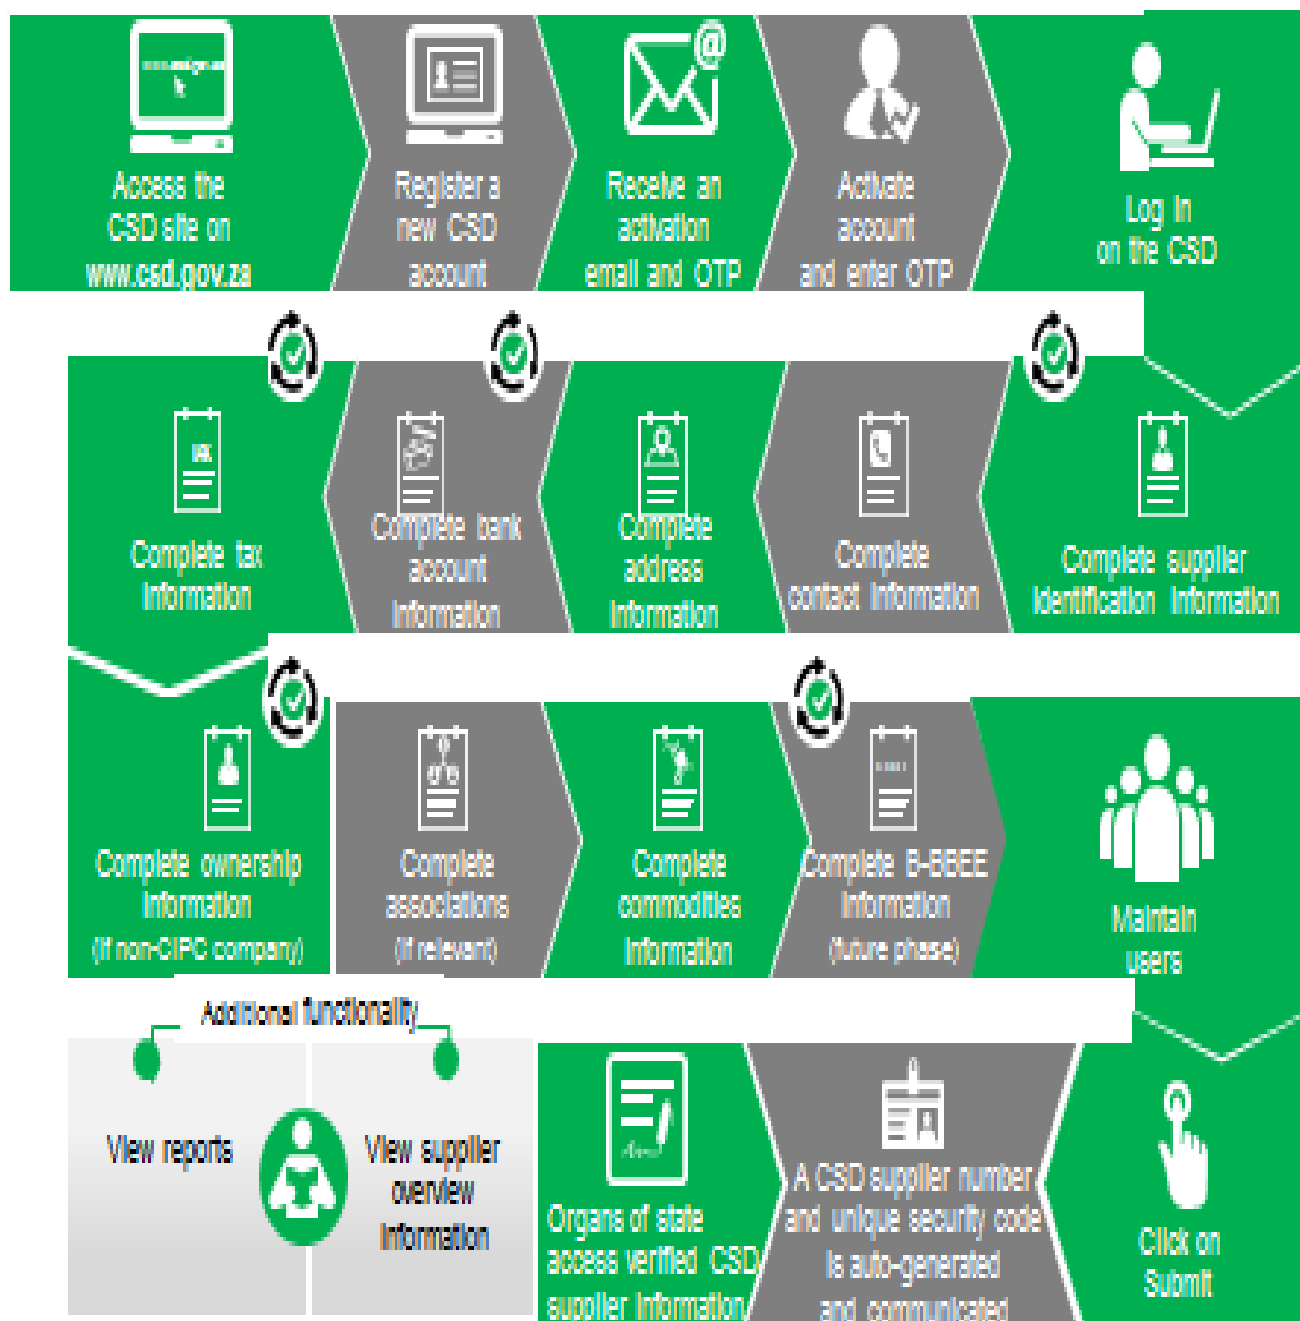 Access the
CSD site on
www.csd.gov.za
Register a
new CSD
account
Receive an
activation
email and OTP
Activate
account
and enter OTP
Log in
on the CSD
Complete supplier
identification information
Complete
contact information
Complete
address
information
Complete bank
account
information
TAX
Complete tax
information
Complete ownership
information
(if non-CIPC company)
Complete
associations
(if relevant)
Complete
commodities
information
Complete B-BBEE
information
(future phase)
Maintain
users
Click on
Submit
A CSD supplier number
and unique security code
is auto-generated
and communicated
Organs of state
access verified CSD
supplier information
Additional functionality
View reports
View supplier
overview
information